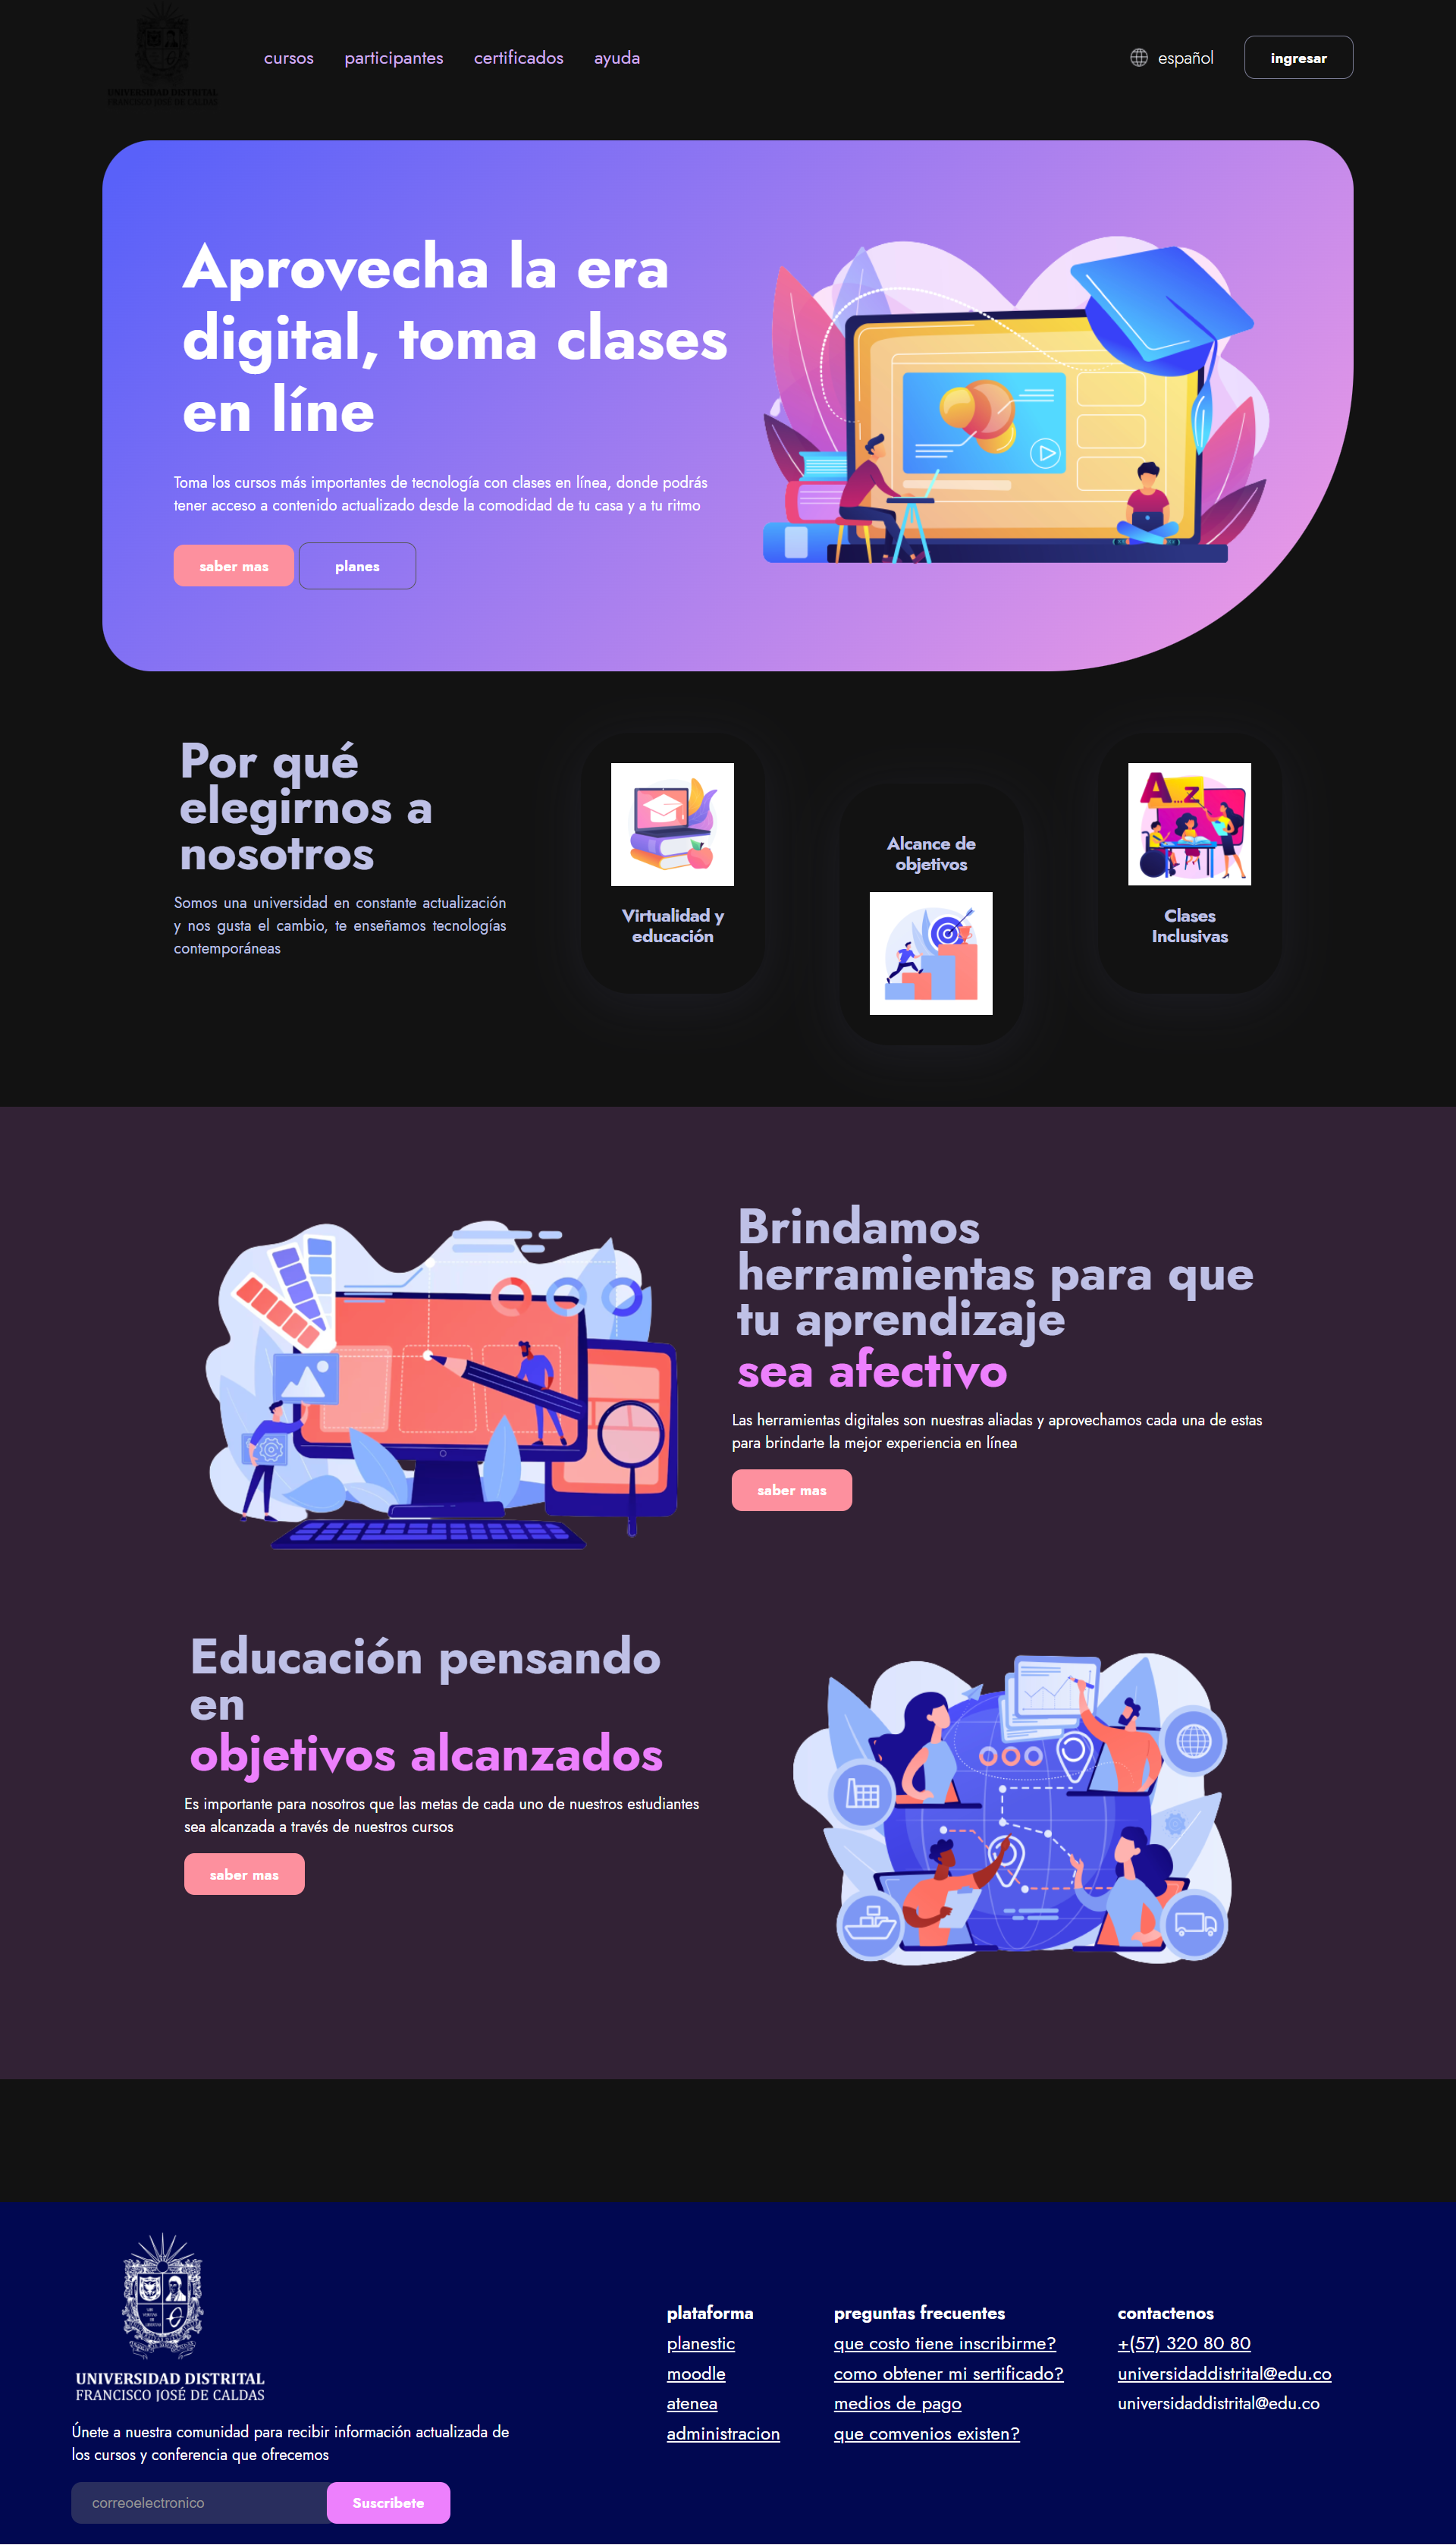 UNIVERSIDAD DISTRITAL
FRANCISCO JOSÉ DE CALDAS
cursos
participantes
certificados
ayuda
español
ingresar
Aprovecha la era
digital, toma clases
en líne
Toma los cursos más importantes de tecnología con clases en línea, donde podrás
tener acceso a contenido actualizado desde la comodidad de tu casa y a tu ritmo
saber mas
planes
Por qué
elegirnos a
nosotros
Somos una universidad en constante actualización
y nos gusta el cambio, te enseñamos tecnologías
contemporáneas
Virtualidad y
educación
Alcance de
objetivos
A...z
Clases
Inclusivas
Brindamos
herramientas para que
tu aprendizaje
sea afectivo
Las herramientas digitales son nuestras aliadas y aprovechamos cada una de estas
para brindarte la mejor experiencia en línea
saber mas
Educación pensando
en
objetivos alcanzados
Es importante para nosotros que las metas de cada uno de nuestros estudiantes
sea alcanzada a través de nuestros cursos
saber mas
UNIVERSIDAD DISTRITAL
FRANCISCO JOSÉ DE CALDAS
Únete a nuestra comunidad para recibir información actualizada de
los cursos y conferencia que ofrecemos
correoelectronico
Suscribete
plataforma
planestic
moodle
atenea
administracion
preguntas frecuentes
que costo tiene inscribirme?
como obtener mi sertificado?
medios de pago
que comvenios existen?
contactenos
+(57) 320 80 80
universidaddistrital@edu.co
universidaddistrital@edu.co